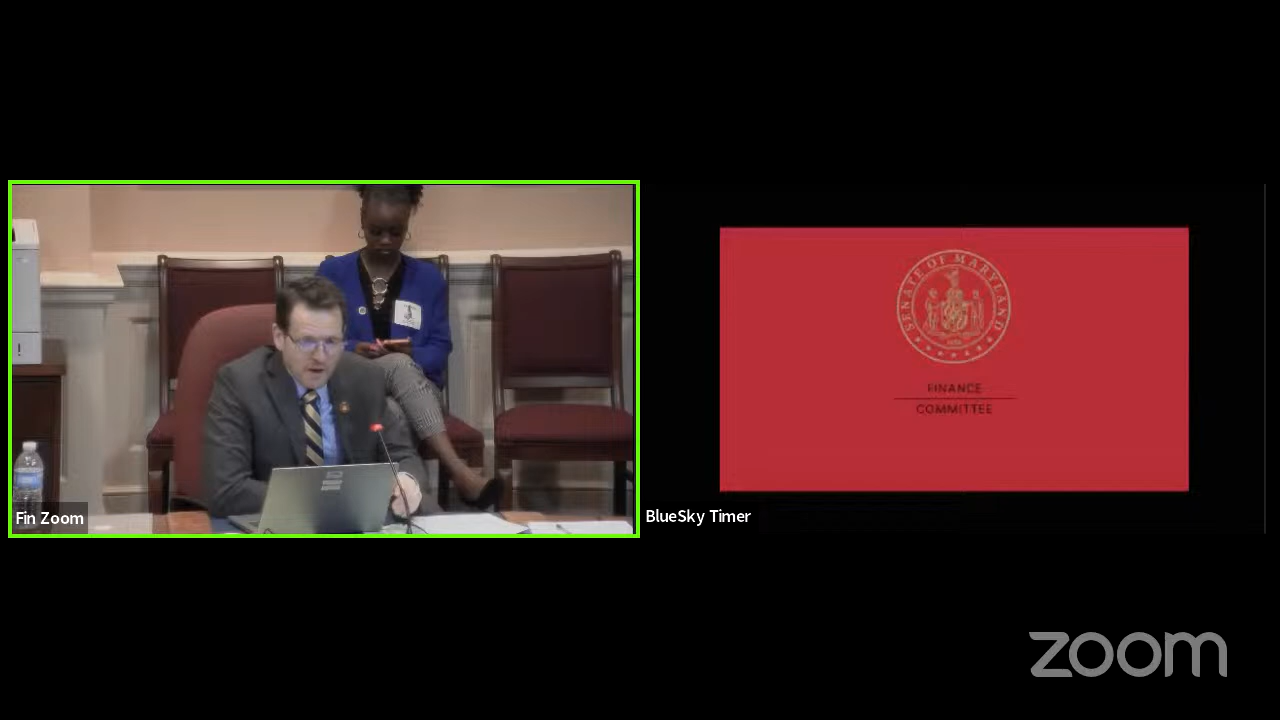 Fin Zoom
SENATE OF MARYLAND
FINANCE
COMMITTEE
BlueSky Timer
zoom